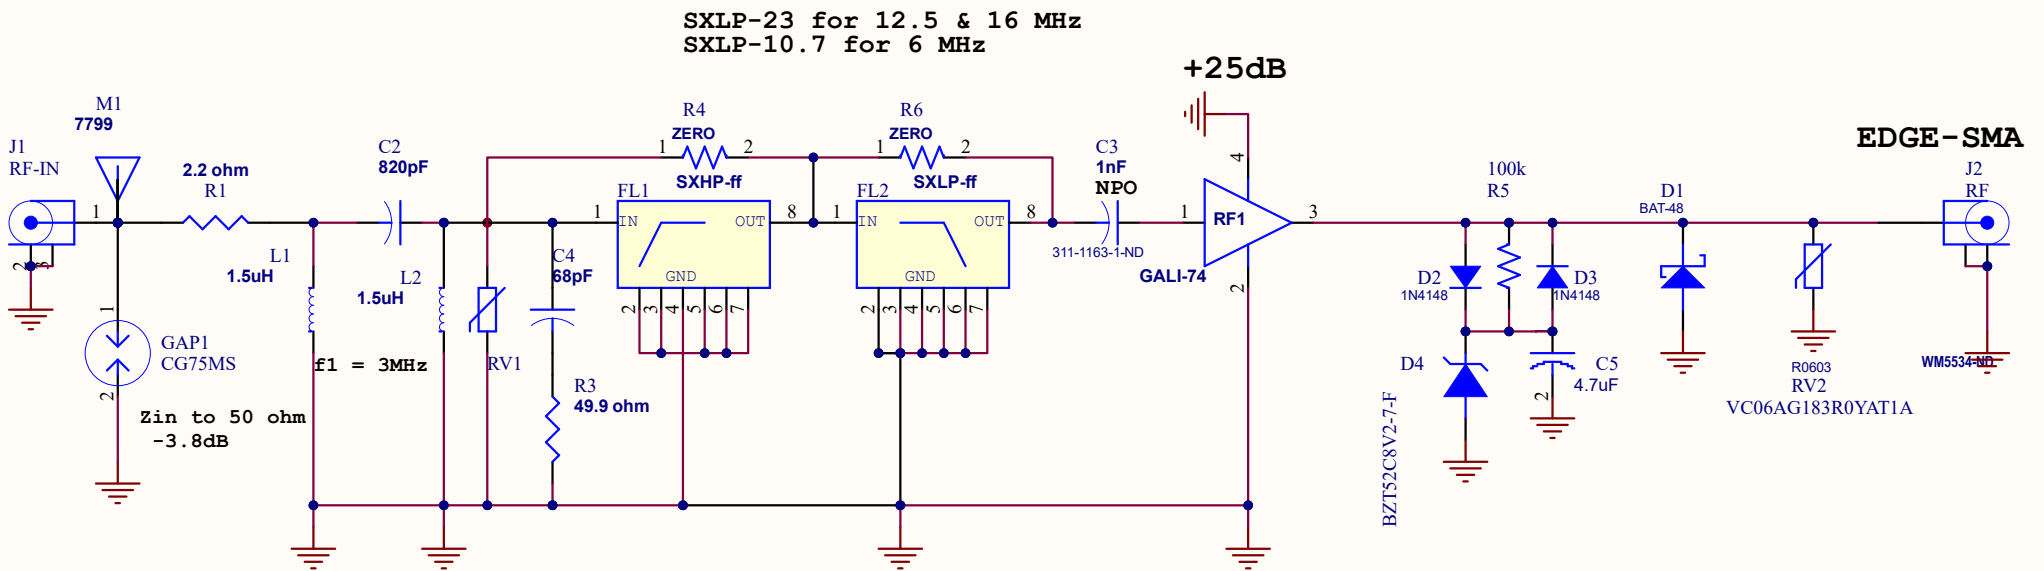 SXLP-23 for 12.5 & 16 MHz
SXLP-10.7 for 6 MHz
+25dB
EDGE-SMA
J1
RF-IN
1
2
M1
7799
2.2 ohm
R1
GAP1
CG75MS
1
2
Zin to 50 ohm
-3.8dB
L1
1.5uH
f1 = 3MHz
C2
820pF
L2
1.5uH
RV1
C4
68pF
R3
49.9 ohm
R4
ZERO
1
2
SXHP-ff
FL1
1
IN
OUT
8
GND
2
3
4
5
6
7
R6
ZERO
1
2
SXLP-ff
FL2
1
IN
OUT
8
GND
2
3
4
5
6
7
C3
1nF
NPO
311-1163-1-ND
1
RF1
3
4
2
GALI-74
100k
R5
D2
1N4148
D3
1N4148
D4
BZT52C8V2-7-F
C5
4.7uF
2
D1
BAT-48
R0603
RV2
VC06AG183R0YAT1A
J2
RF
WM5534-ND